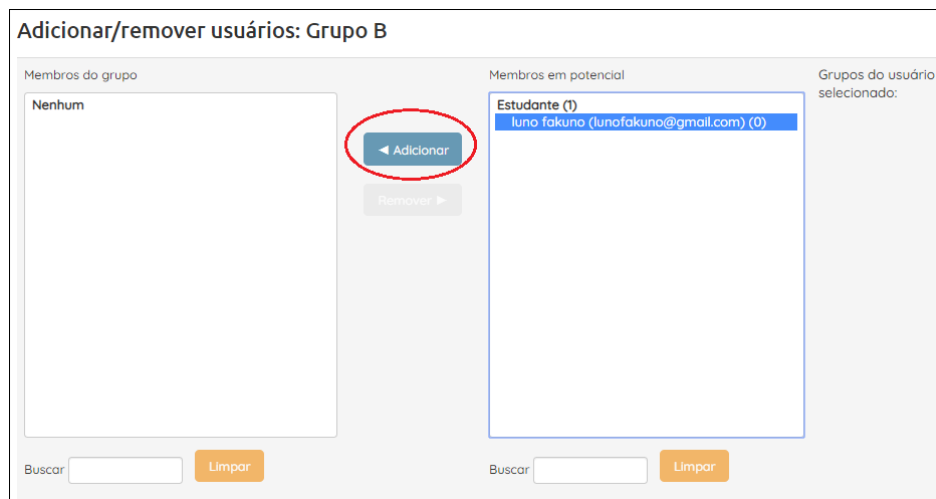 Adicionar/remover usuários: Grupo B
Membros do grupo
Nenhum
◄ Adicionar
Remover ►
Membros em potencial
Estudante (1)
luno fakuno (lunofakuno@gmail.com) (0)
Grupos do usuário
selecionado:
Buscar
Limpar
Buscar
Limpar